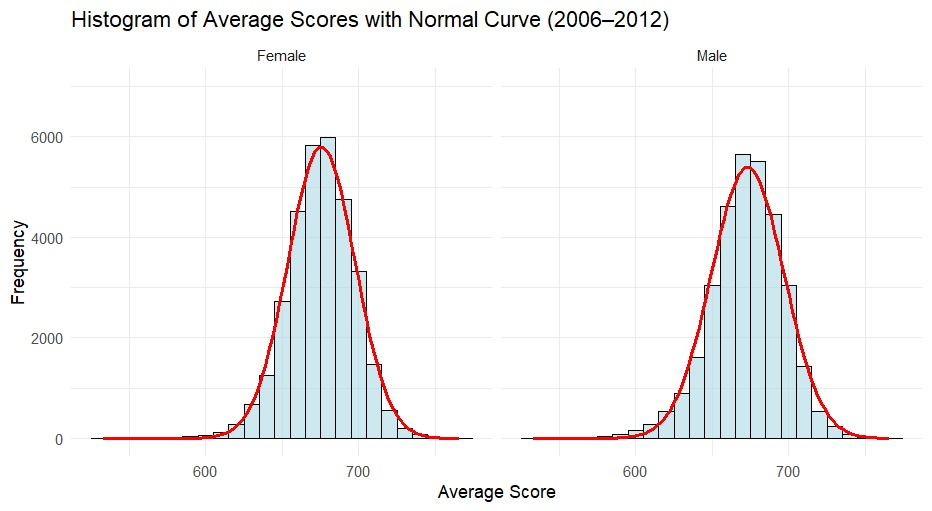 Histogram of Average Scores with Normal Curve (2006–2012)
Female Male
Frequency
6000
4000
2000
0
600 700 600 700
Average Score